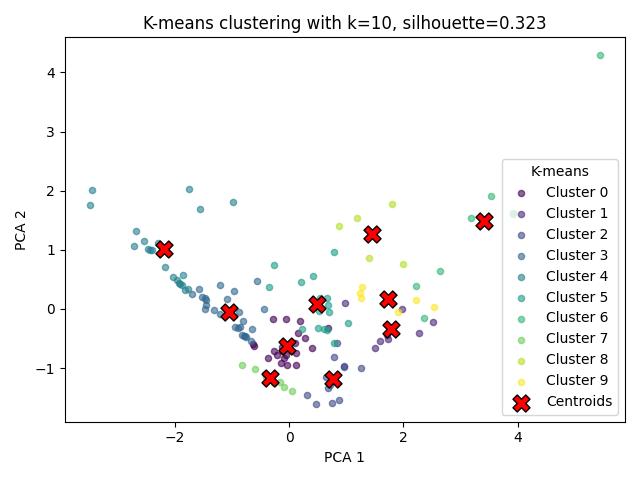 K-means clustering with k=10, silhouette=0.323
PCA 2
4
3
2
1
0
−1
K-means
Cluster 0
Cluster 1
Cluster 2
Cluster 3
Cluster 4
Cluster 5
Cluster 6
Cluster 7
Cluster 8
Cluster 9
Centroids
−2
0
2
4
PCA 1